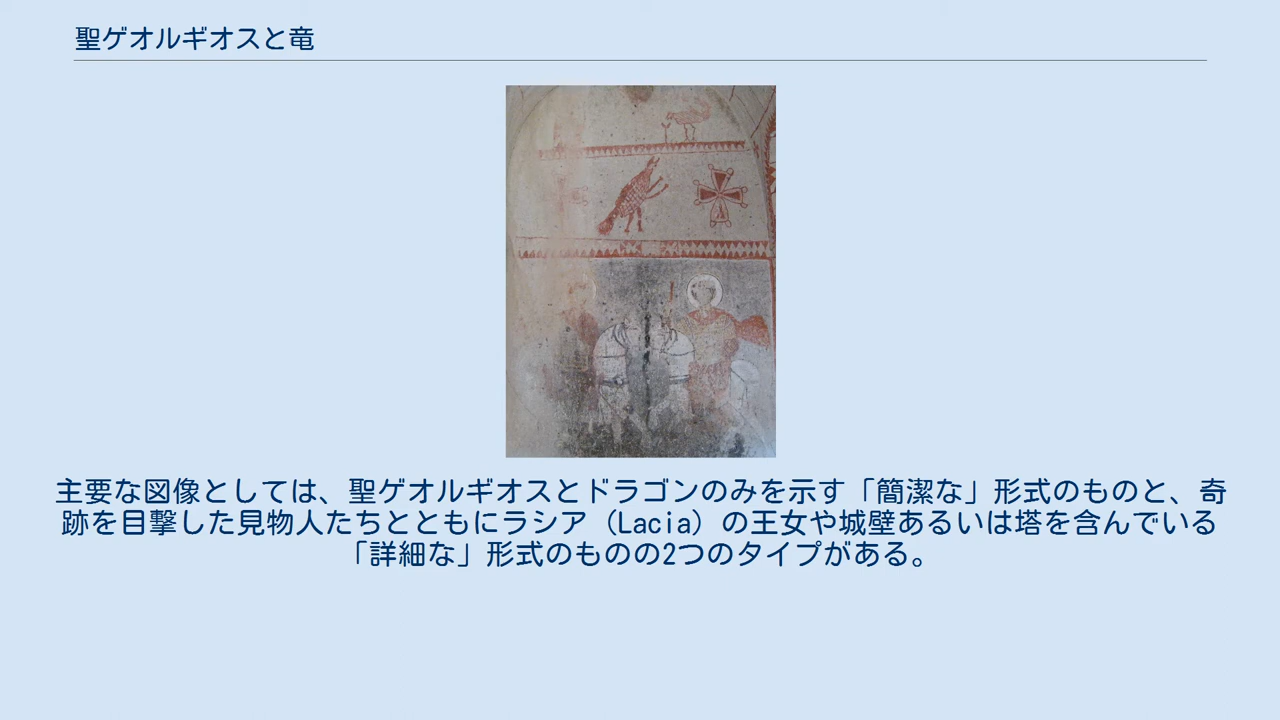 聖ゲオルギオスと竜
主要な図像としては、聖ゲオルギオスとドラゴンのみを示す「簡潔な」形式のものと、奇
跡を目撃した見物人たちとともにラシア（Lacia）の王女や城壁あるいは塔を含んでいる
「詳細な」形式のものの2つのタイプがある。